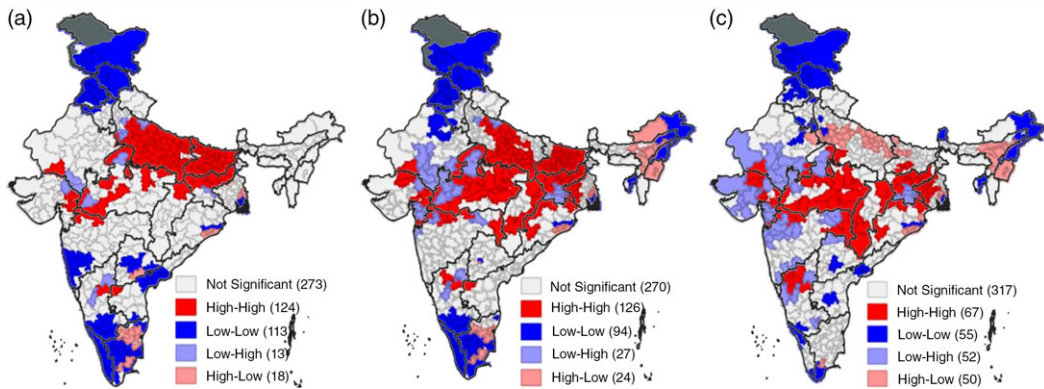 (a)
Not Significant (273)
High-High (124)
Low-Low (113
Low-High (13)
High-Low (18)
(b)
Not Significant (270)
High-High (126)
Low-Low (94)
Low-High (27)
High-Low (24)
(c)
Not Significant (317)
High-High (67)
Low-Low (55)
Low-High (52)
High-Low (50)